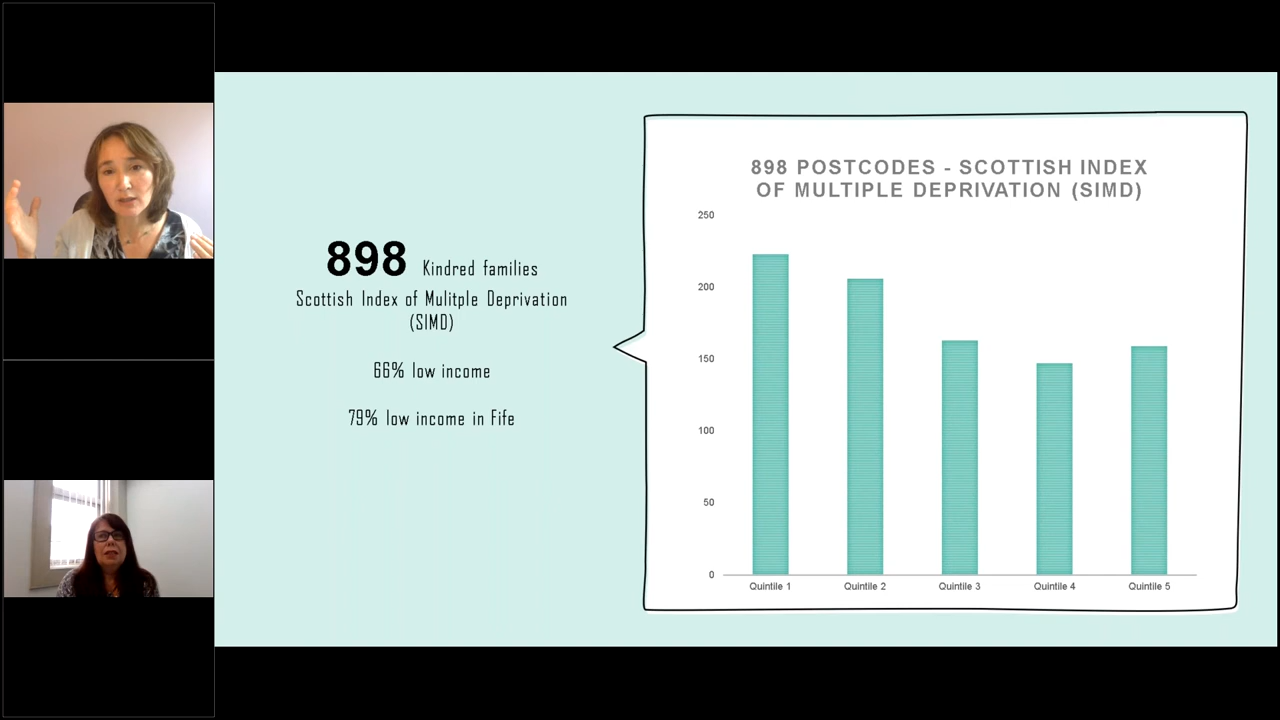 898 Kindred families
Scottish Index of Mulitple Deprivation
(SIMD)
66% low income
79% low income in Fife
898 POSTCODES - SCOTTISH INDEX
OF MULTIPLE DEPRIVATION (SIMD)
250
200
150
100
50
0
Quintile 1 Quintile 2 Quintile 3 Quintile 4 Quintile 5